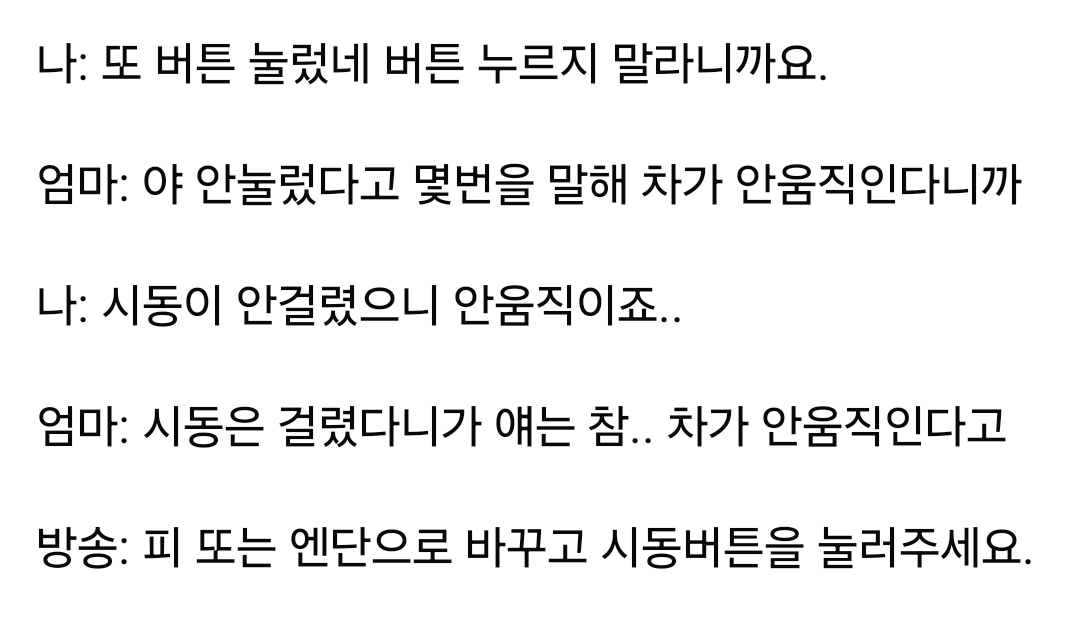 나: 또 버튼 눌렀네 버튼 누르지 말라니까요.
엄마: 야 안눌렀다고 몇번을 말해 차가 안움직인다니까
나: 시동이 안걸렸으니 안움직이죠..
엄마: 시동은 걸렸다니가 얘는 참.. 차가 안움직인다고
방송: 피 또는 엔단으로 바꾸고 시동버튼을 눌러주세요.